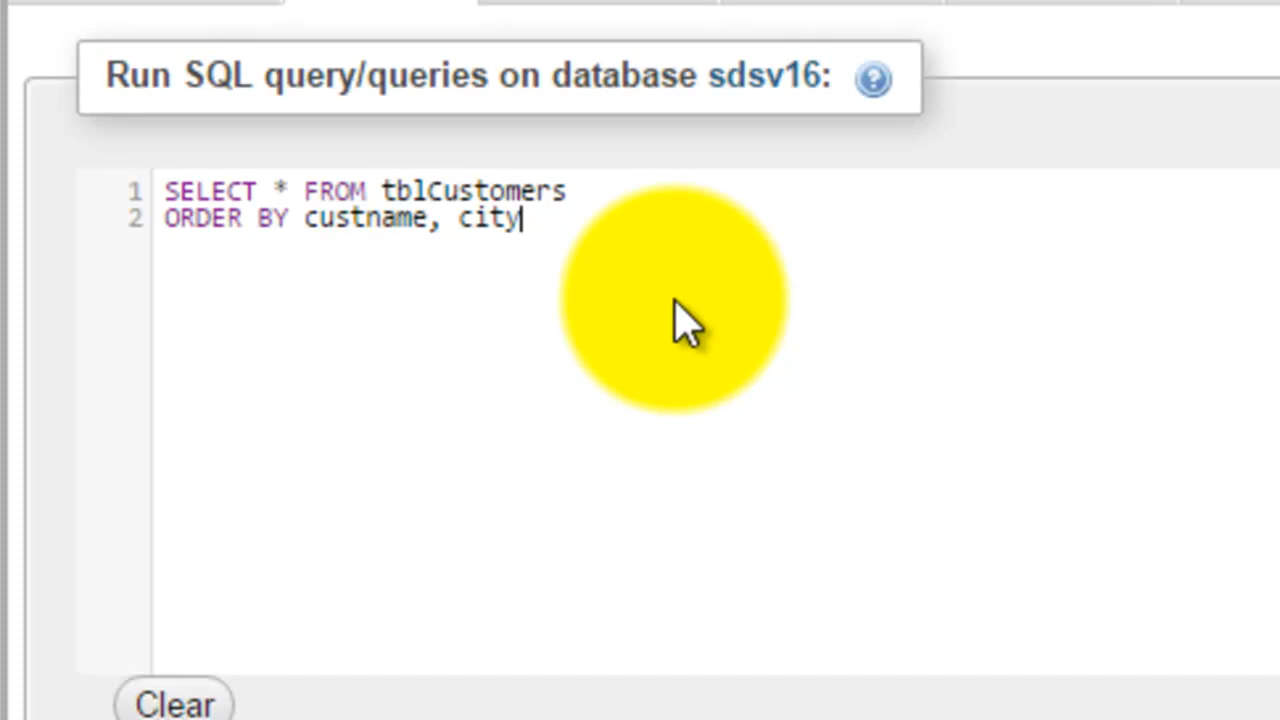 Run SQL query/queries on database sdsv16:
1 SELECT * FROM tblCustomers
2 ORDER BY custname, city
Clear